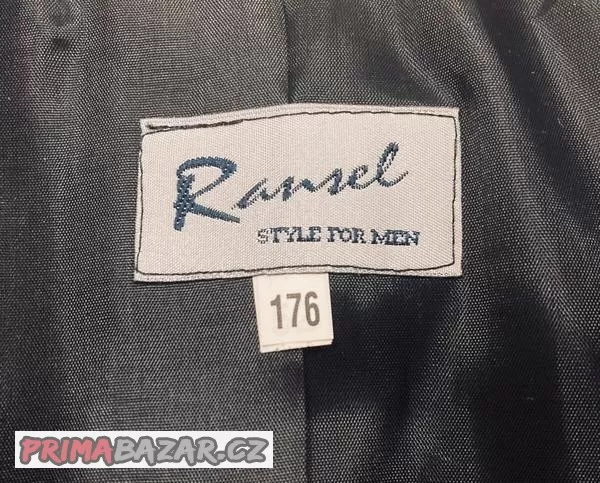 Ransel
STYLE FOR MEN
176
PRIMABAZAR.CZ